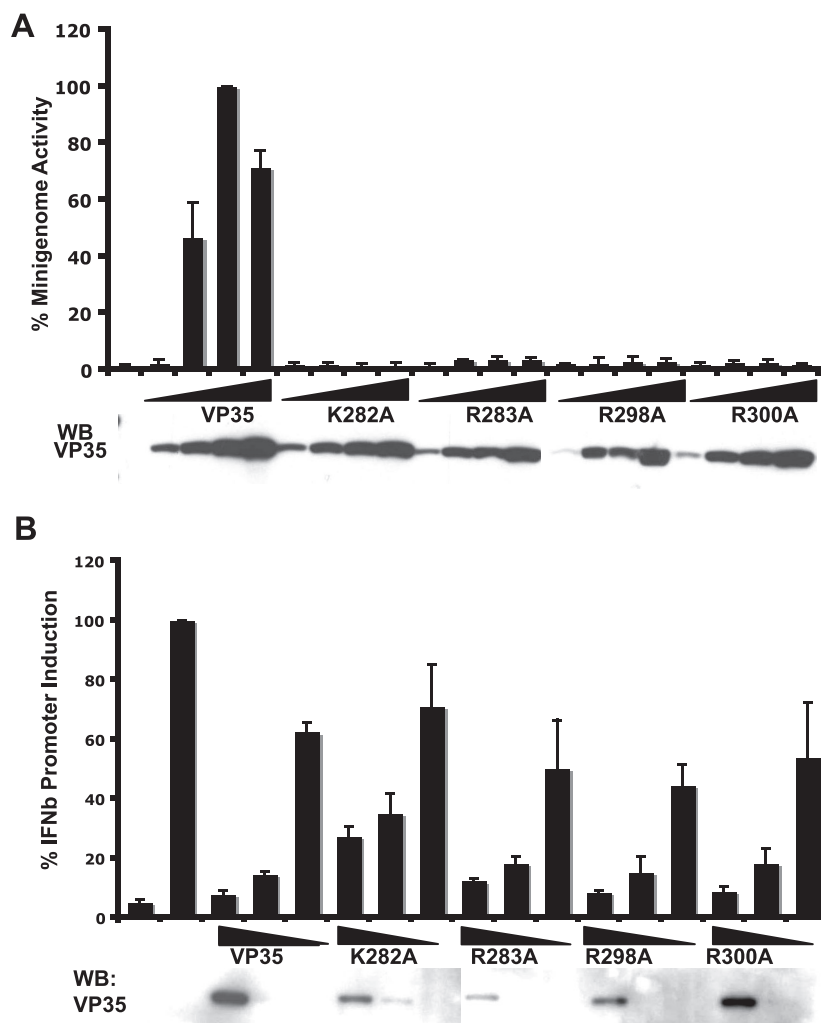 A
120
100
80
60
40
20
0
% Minigenome Activity
VP35 K282A R283A R298A R300A
WB
VP35
B
120
100
80
60
40
20
0
% IFNb Promoter Induction
VP35 K282A R283A R298A R300A
WB:
VP35